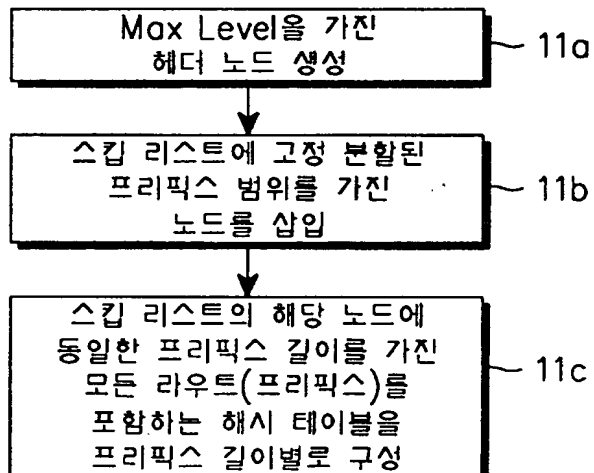 Max Level을 가진
헤더 노드 생성
11a
스킵 리스트에 고정 분할된
프리픽스 범위를 가진
노드를 삽입
11b
스킵 리스트의 해당 노드에
동일한 프리픽스 길이를 가진
모든 라우트(프리픽스)를
포함하는 해시 테이블을
프리픽스 길이별로 구성
11c